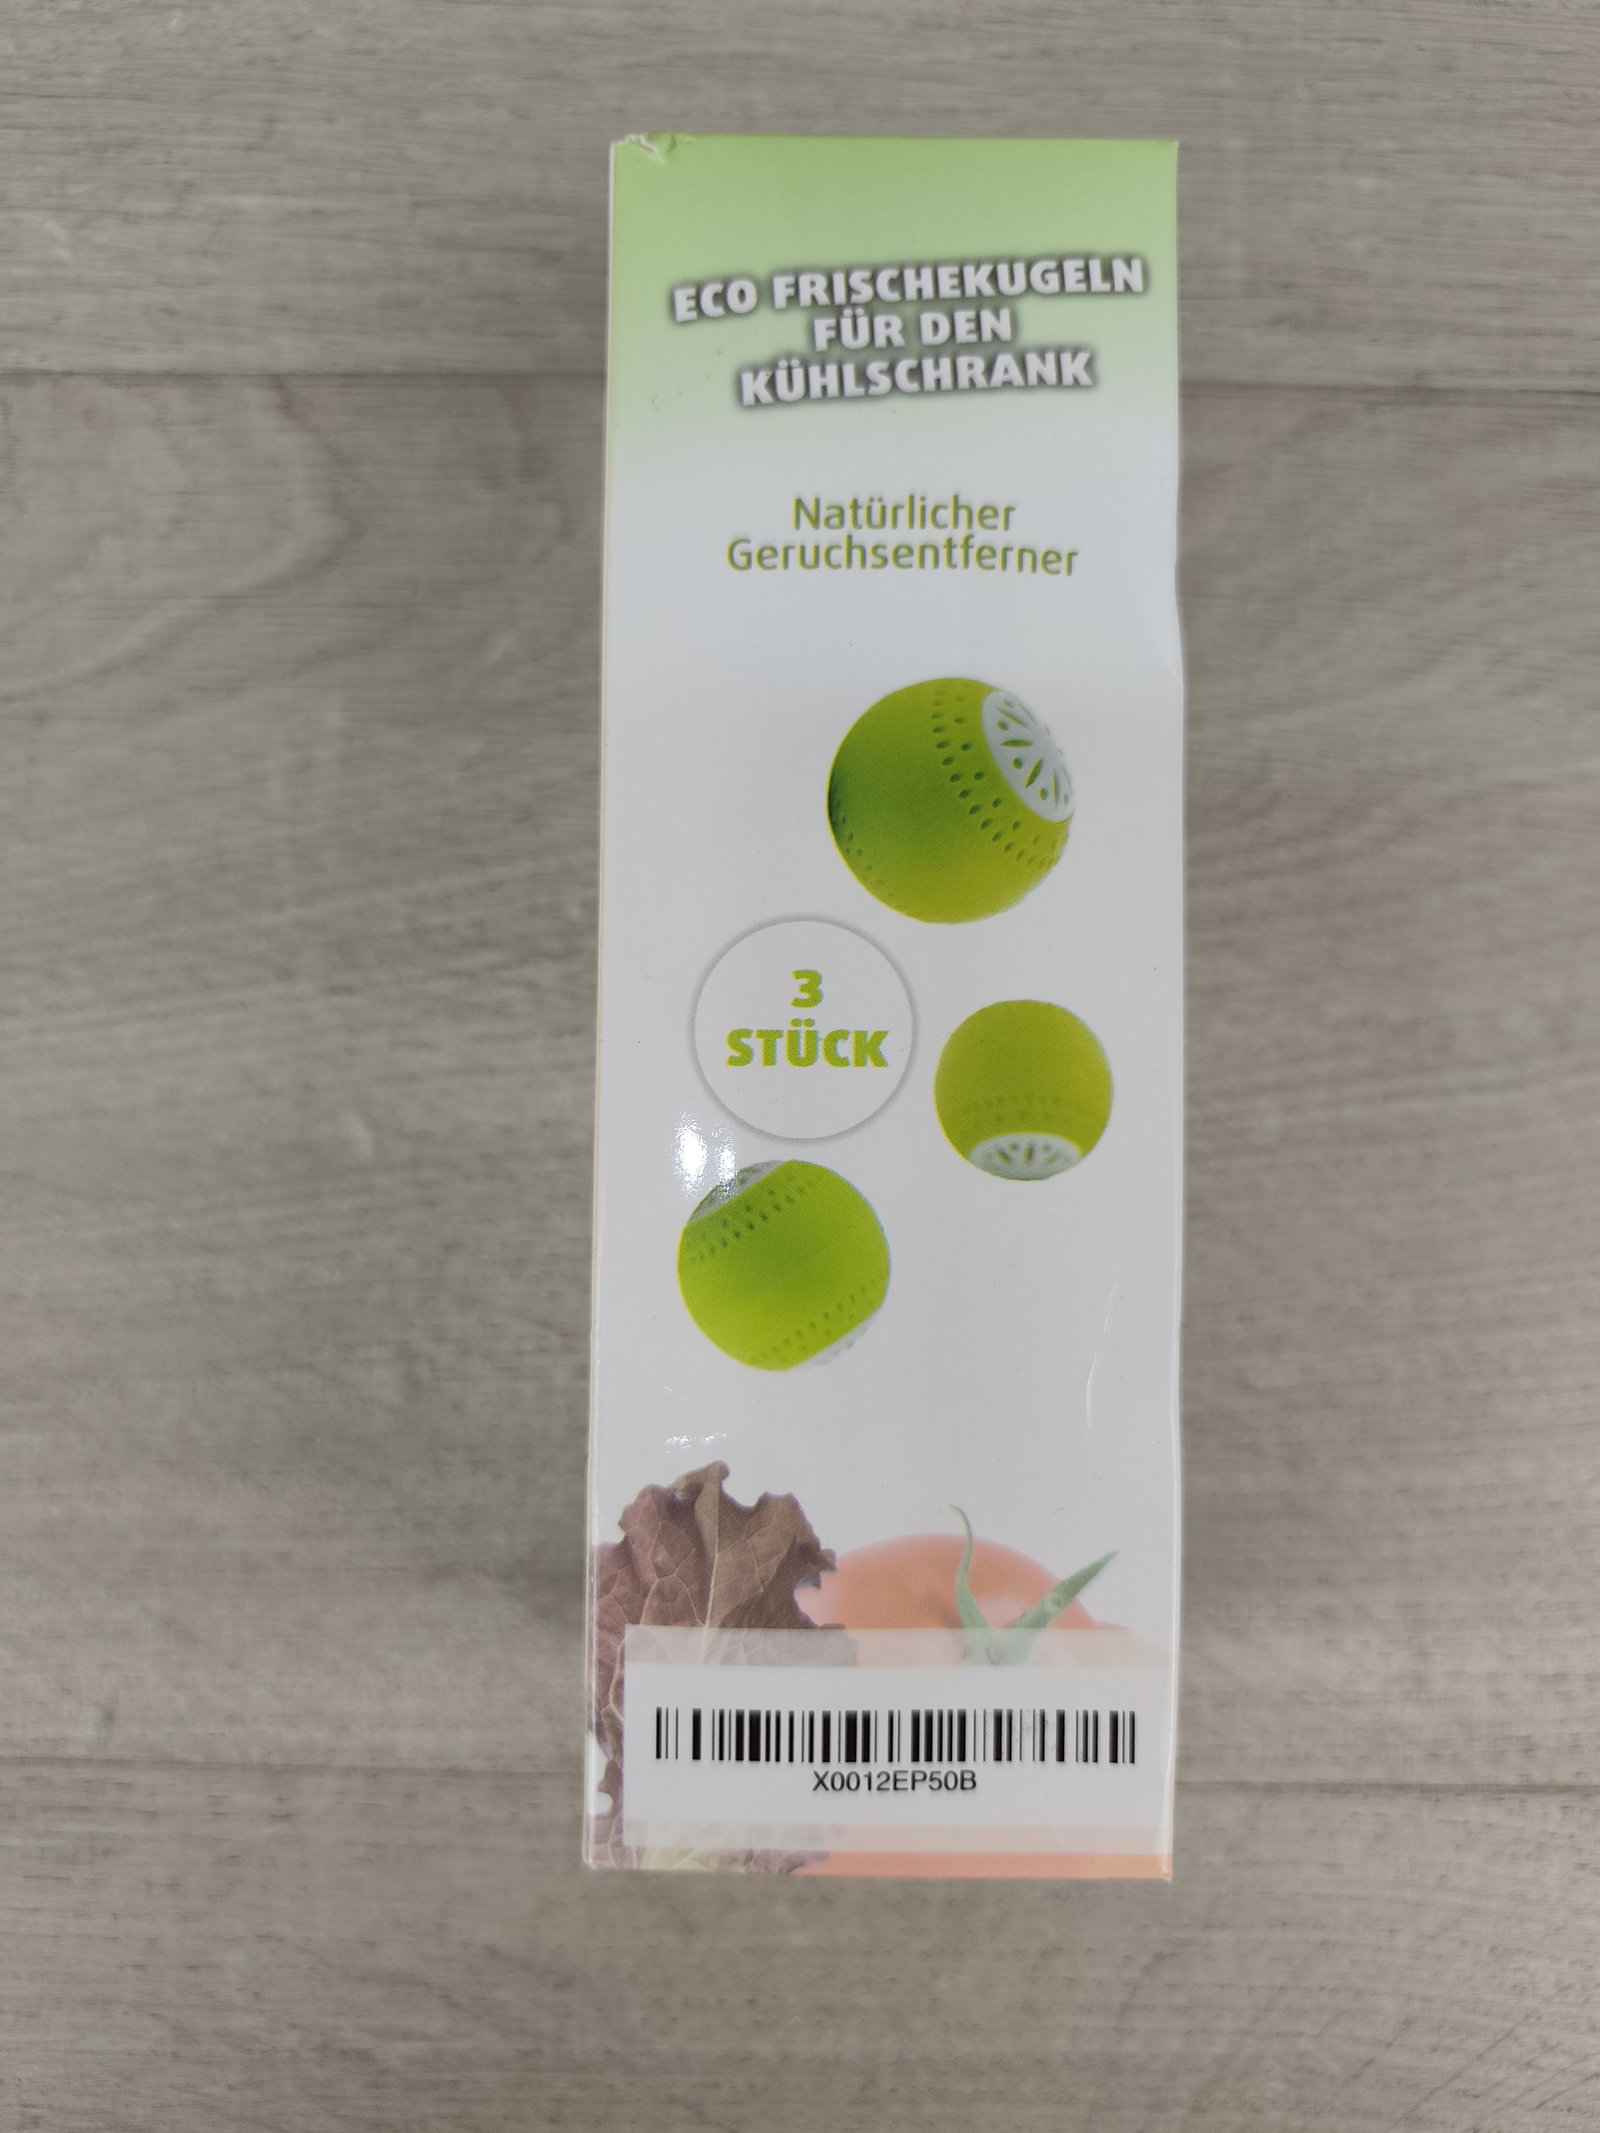 ECO FRISCHEKUGELN
FÜR DEN
KÜHLSCHRANK
Natürlicher
Geruchsentferner
3
STÜCK
X0012EP50B